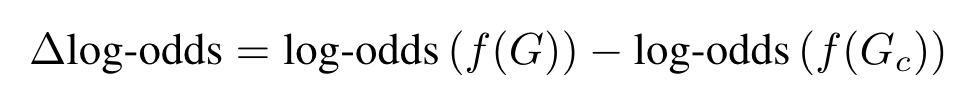 Δlog-odds = log-odds (f(G)) − log-odds (f(G_c))